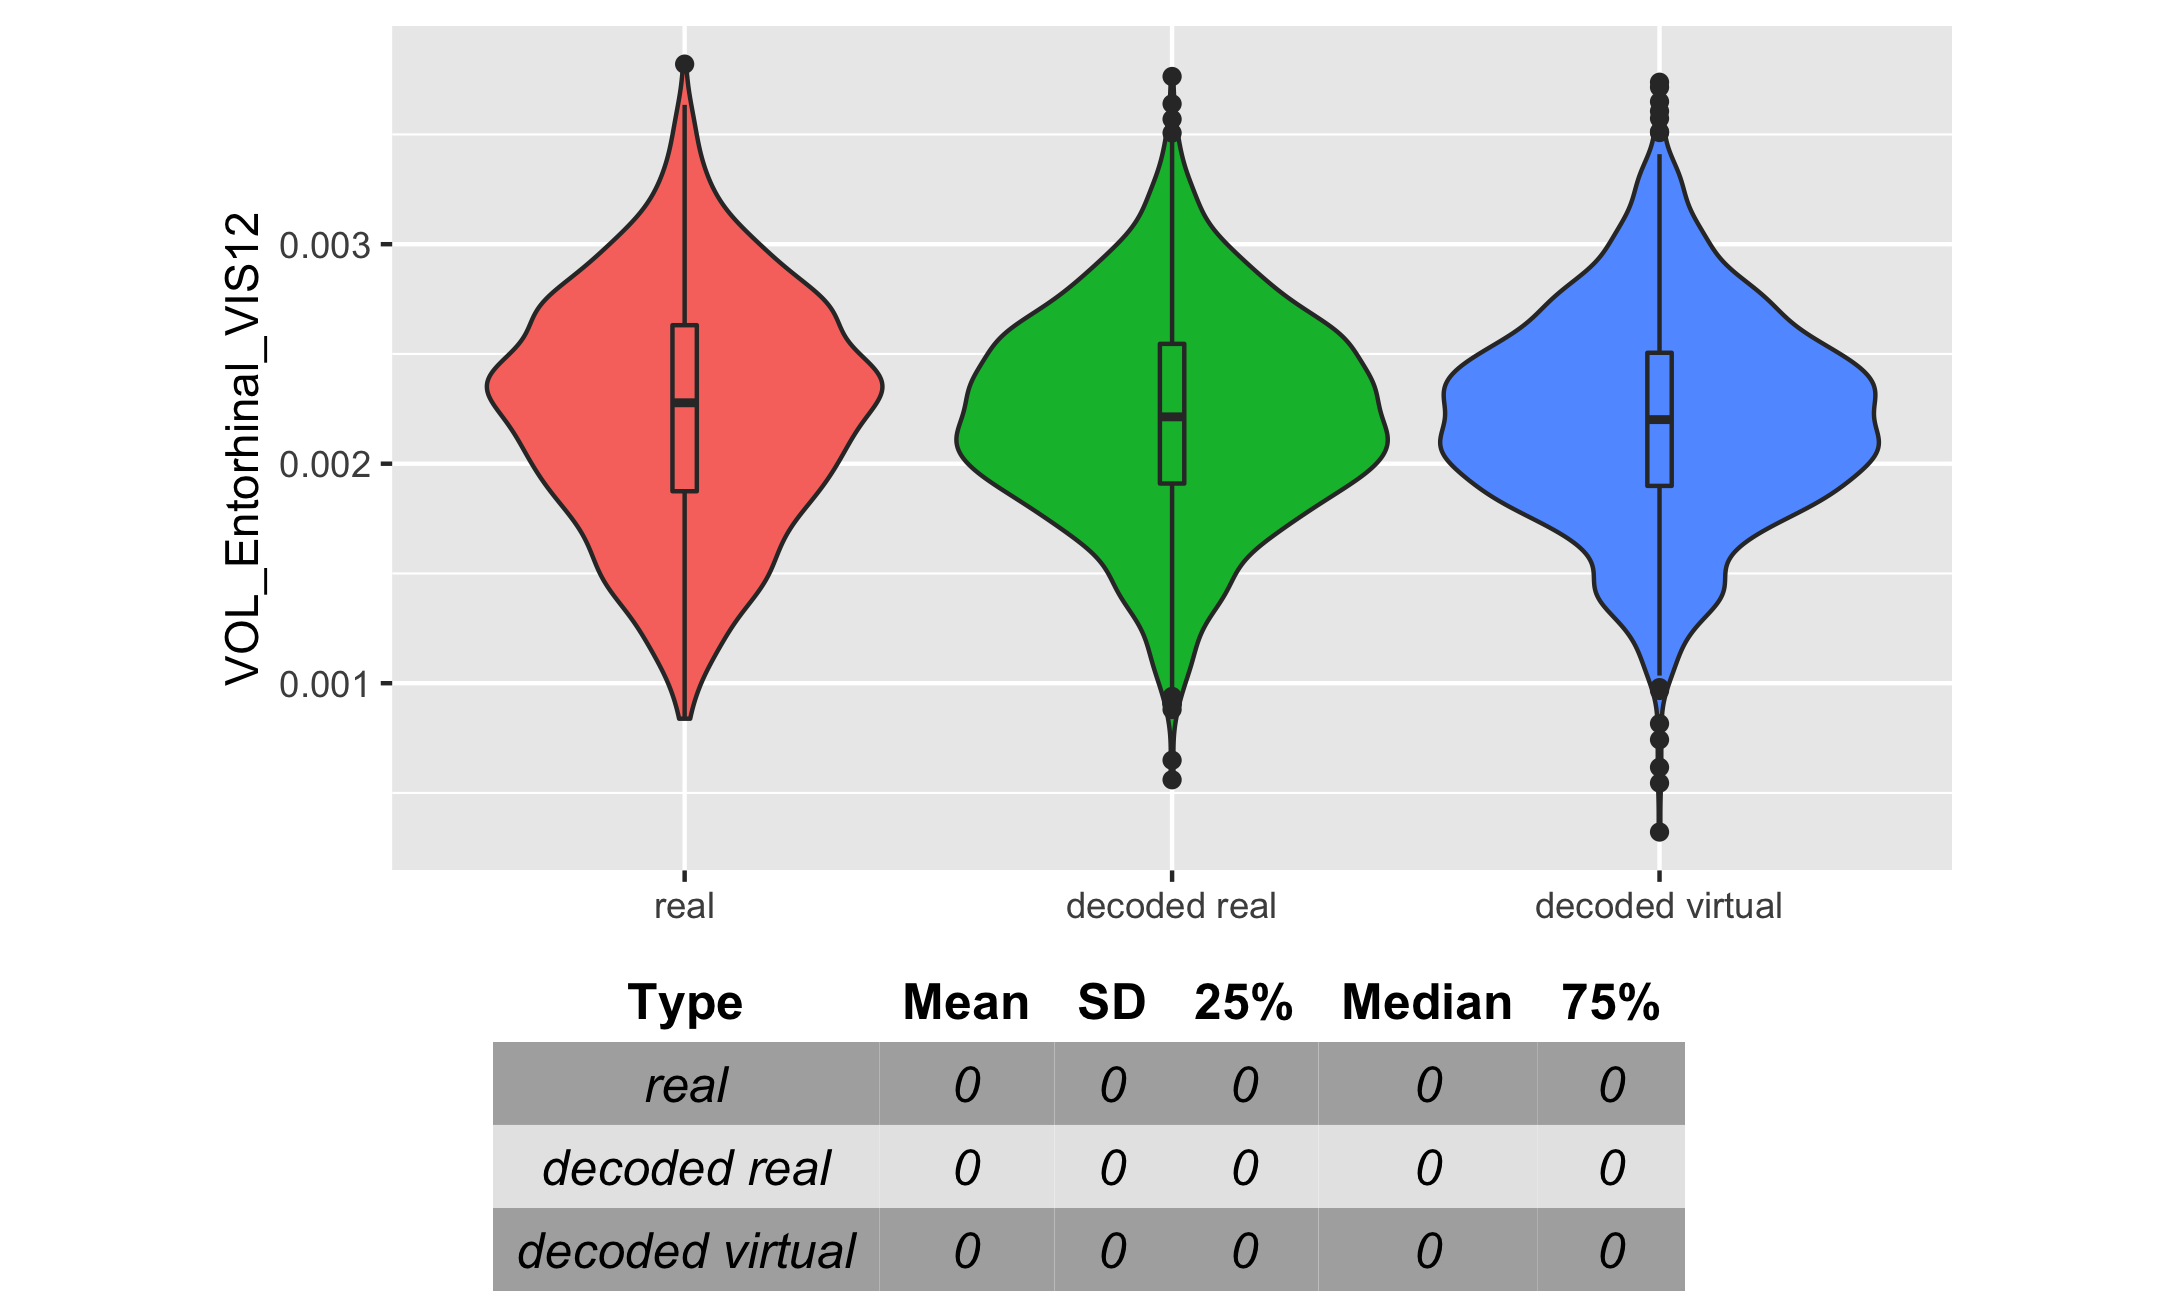 VOL_Entorhinal_VIS12
0.003
0.002
0.001
real decoded real decoded virtual
Type Mean SD 25% Median 75%
real 0 0 0 0 0
decoded real 0 0 0 0 0
decoded virtual 0 0 0 0 0